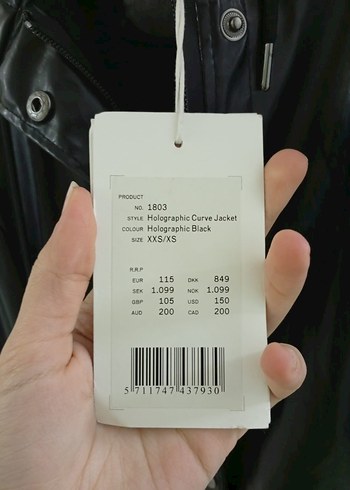 PRODUCT
NO. 1803
STYLE Holographic Curve Jacket
COLOUR Holographic Black
SIZE XXS/XS
R.R.P
EUR 115 DKK 849
SEK 1.099 NOK 1.099
GBP 105 USD 150
AUD 200 CAD 200
5 711747 437930